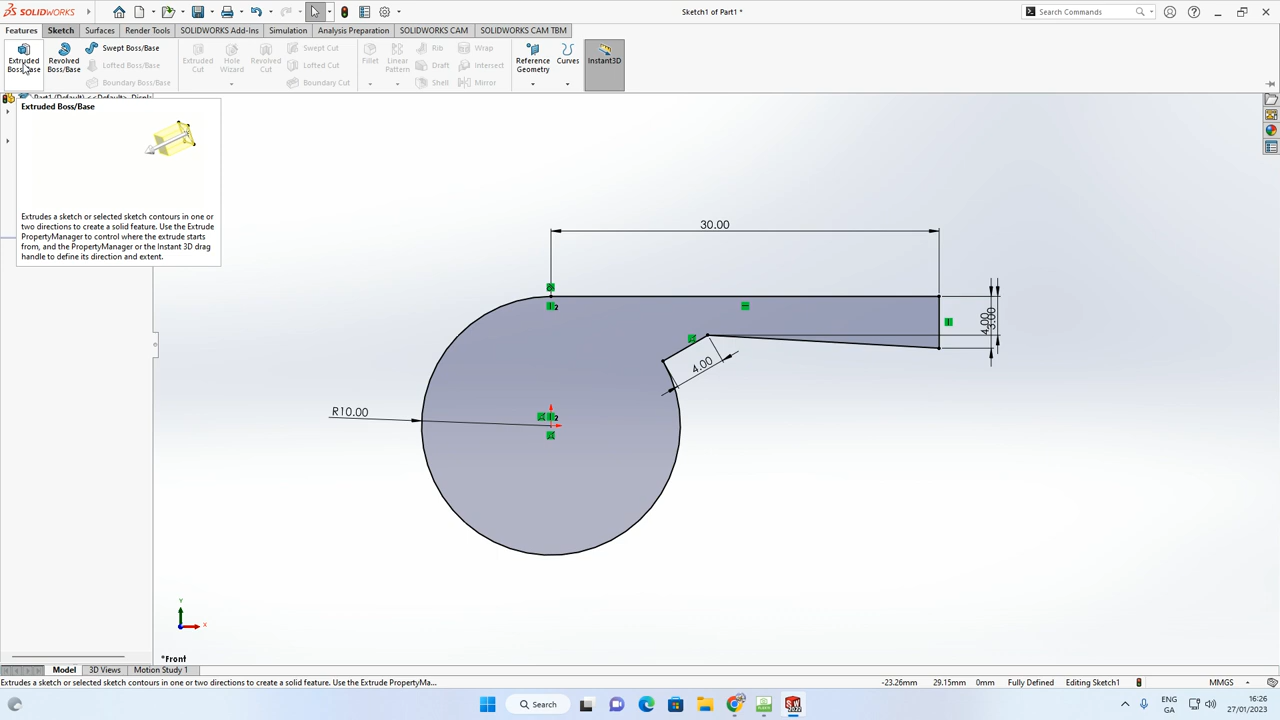 SOLIDWORKS
Sketch1 of Part1 *
Search Commands
Features
Sketch
Surfaces
Render Tools
SOLIDWORKS Add-Ins
Simulation
Analysis Preparation
SOLIDWORKS CAM
SOLIDWORKS CAM TBM
Extruded Boss/Base
Revolved Boss/Base
Swept Boss/Base
Lofted Boss/Base
Boundary Boss/Base
Extruded Cut
Hole Wizard
Revolved Cut
Swept Cut
Lofted Cut
Boundary Cut
Fillet
Linear Pattern
Rib
Draft
Shell
Wrap
Intersect
Mirror
Reference Geometry
Curves
Instant3D
Extruded Boss/Base
Extrudes a sketch or selected sketch contours in one or
two directions to create a solid feature. Use the Extrude
PropertyManager to control where the extrude starts
from, and the PropertyManager or the Instant 3D drag
handle to define its direction and extent.
30.00
2
4.00
3.00
4.00
R10.00
2
Y
X
*Front
Model
3D Views
Motion Study 1
Extrudes a sketch or selected sketch contours in one or two directions to create a solid feature. Use the Extrude PropertyMa...
-23.26mm
29.15mm
0mm
Fully Defined
Editing Sketch1
MMGS
Search
ENG
GA
16:26
27/01/2023